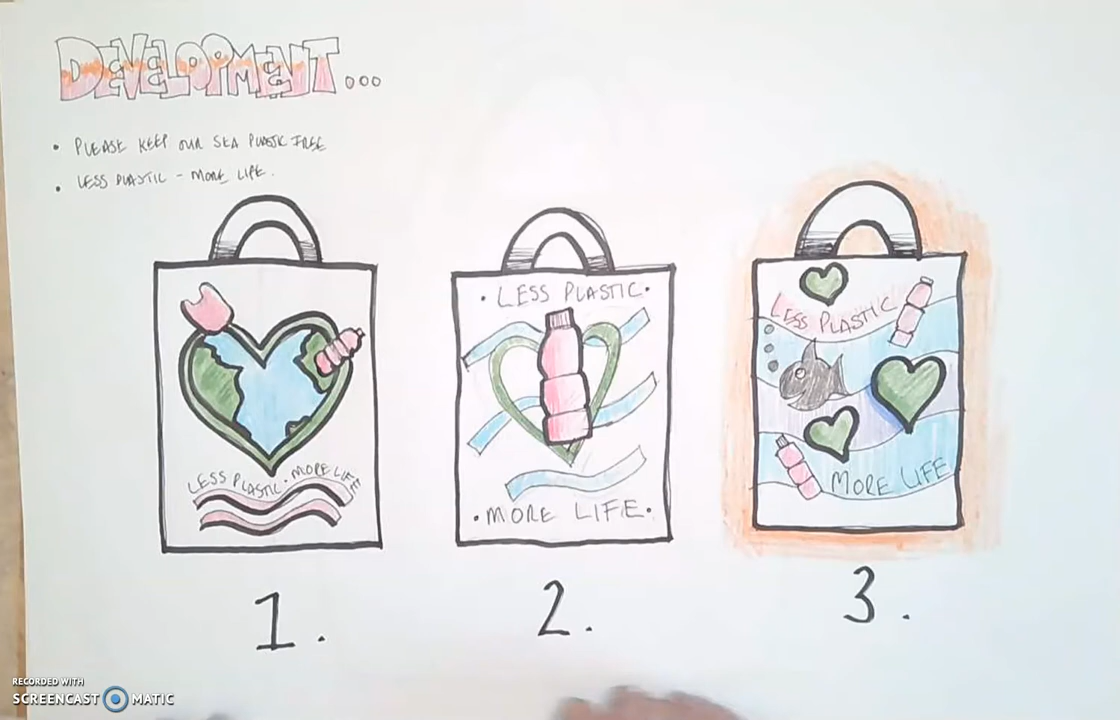 DEVELOPMENT...
• PLEASE KEEP OUR SEA PLASTIC FREE
• LESS PLASTIC - MORE LIFE.
LESS PLASTIC · MORE LIFE
1.
• LESS PLASTIC •
• MORE LIFE •
2.
LESS PLASTIC
MORE LIFE
3.
RECORDED WITH
SCREENCAST MATIC